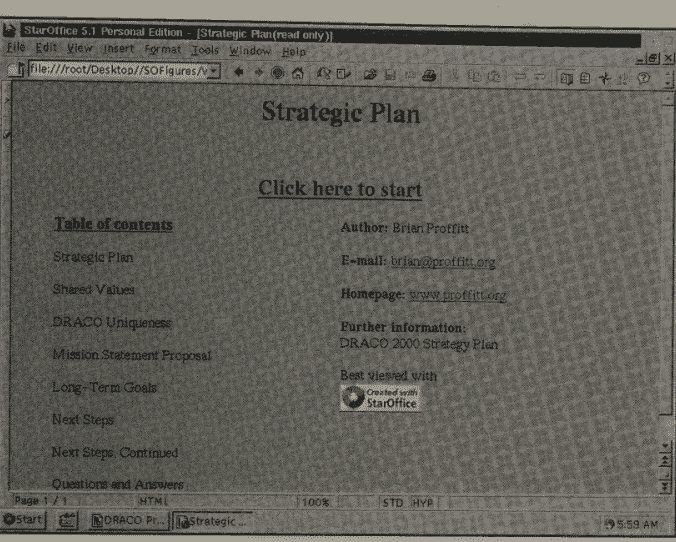 StarOffice 5.1 Personal Edition - [Strategic Plan(read only)]
File Edit View Insert Format Tools Window Help
file:///root/Desktop//SOFigures/
Strategic Plan
Click here to start
Table of contents
Strategic Plan
Shared Values
DRACO Uniqueness
Mission Statement Proposal
Long-Term Goals
Next Steps
Next Steps, Continued
Questions and Answers
Author: Brian Proffitt
E-mail: brian@proffitt.org
Homepage: www.proffitt.org
Further information:
DRACO 2000 Strategy Plan
Best viewed with
Created with
StarOffice
Page 1 / 1 HTML 100% STD HYP
Start DRACO Pr... Strategic ... 5:59 AM